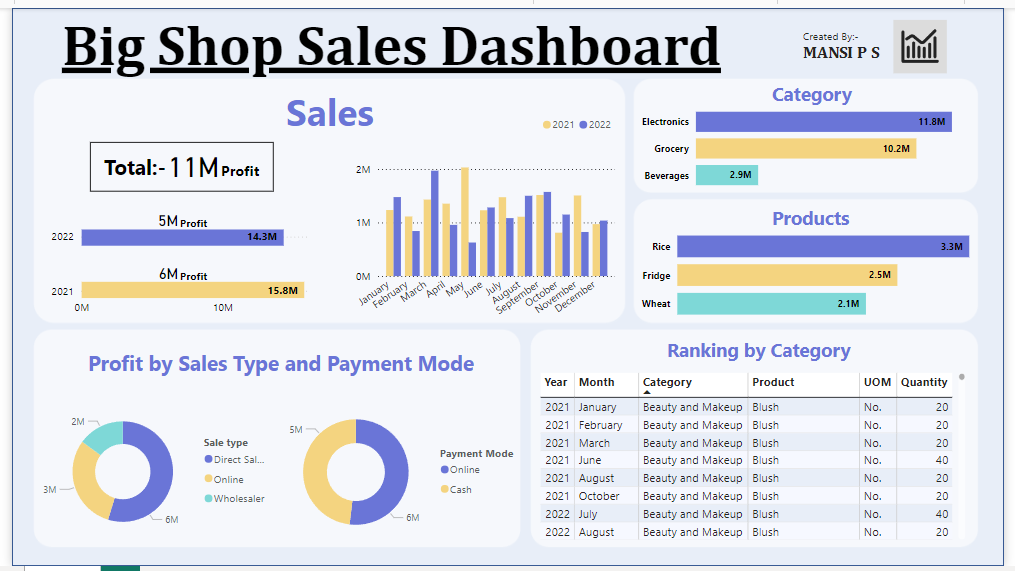 Big Shop Sales Dashboard
Created By:-
MANSI P S
Sales
2021 2022
Total:- 11M Profit
5M Profit
2022 14.3M
6M Profit
2021 15.8M
0M 10M
2M
1M
0M
January February March April May June July August September October November December
Category
Electronics 11.8M
Grocery 10.2M
Beverages 2.9M
Products
Rice 3.3M
Fridge 2.5M
Wheat 2.1M
Profit by Sales Type and Payment Mode
2M
3M
6M
Sale type
Direct Sal...
Online
Wholesaler
5M
6M
Payment Mode
Online
Cash
Ranking by Category
Year Month Category Product UOM Quantity
2021 January Beauty and Makeup Blush No. 20
2021 February Beauty and Makeup Blush No. 20
2021 March Beauty and Makeup Blush No. 20
2021 June Beauty and Makeup Blush No. 40
2021 August Beauty and Makeup Blush No. 20
2021 October Beauty and Makeup Blush No. 20
2022 July Beauty and Makeup Blush No. 40
2022 August Beauty and Makeup Blush No. 20